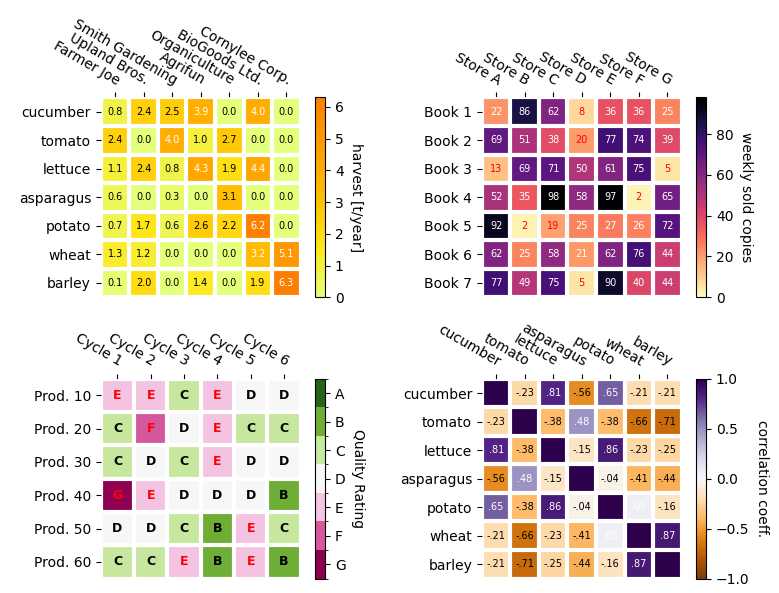 Farmer Joe
Upland Bros.
Smith Gardening
Agrifun
Organiculture
BioGoods Ltd.
Cornylee Corp.
cucumber 0.8 2.4 2.5 3.9 0.0 4.0 0.0
tomato 2.4 0.0 4.0 1.0 2.7 0.0 0.0
lettuce 1.1 2.4 0.8 4.3 1.9 4.4 0.0
asparagus 0.6 0.0 0.3 0.0 3.1 0.0 0.0
potato 0.7 1.7 0.6 2.6 2.2 6.2 0.0
wheat 1.3 1.2 0.0 0.0 0.0 3.2 5.1
barley 0.1 2.0 0.0 1.4 0.0 1.9 6.3
6
5
4
3
2
1
0
harvest [t/year]
Store A
Store B
Store C
Store D
Store E
Store F
Store G
Book 1 22 86 62 8 36 36 25
Book 2 69 51 38 20 77 74 39
Book 3 13 69 71 50 61 75 5
Book 4 52 35 98 58 97 2 65
Book 5 92 2 19 25 27 26 72
Book 6 62 25 58 21 62 76 44
Book 7 77 49 75 5 90 40 44
80
60
40
20
0
weekly sold copies
Cycle 1
Cycle 2
Cycle 3
Cycle 4
Cycle 5
Cycle 6
Prod. 10 E E C E D D
Prod. 20 C F D E C C
Prod. 30 C D C E D D
Prod. 40 G E D D D B
Prod. 50 D D C B E C
Prod. 60 C C E B E B
A
B
C
D
E
F
G
Quality Rating
cucumber
tomato
lettuce
asparagus
potato
wheat
barley
cucumber -.23 .81 -.56 .65 -.21 -.21
tomato -.23 -.38 .48 -.38 -.66 -.71
lettuce .81 -.38 -.15 .86 -.23 -.25
asparagus -.56 .48 -.15 -.04 -.41 -.44
potato .65 -.38 .86 -.04 .05 -.16
wheat -.21 -.66 -.23 -.41 .05 .87
barley -.21 -.71 -.25 -.44 -.16 .87
1.0
0.5
0.0
−0.5
−1.0
correlation coeff.